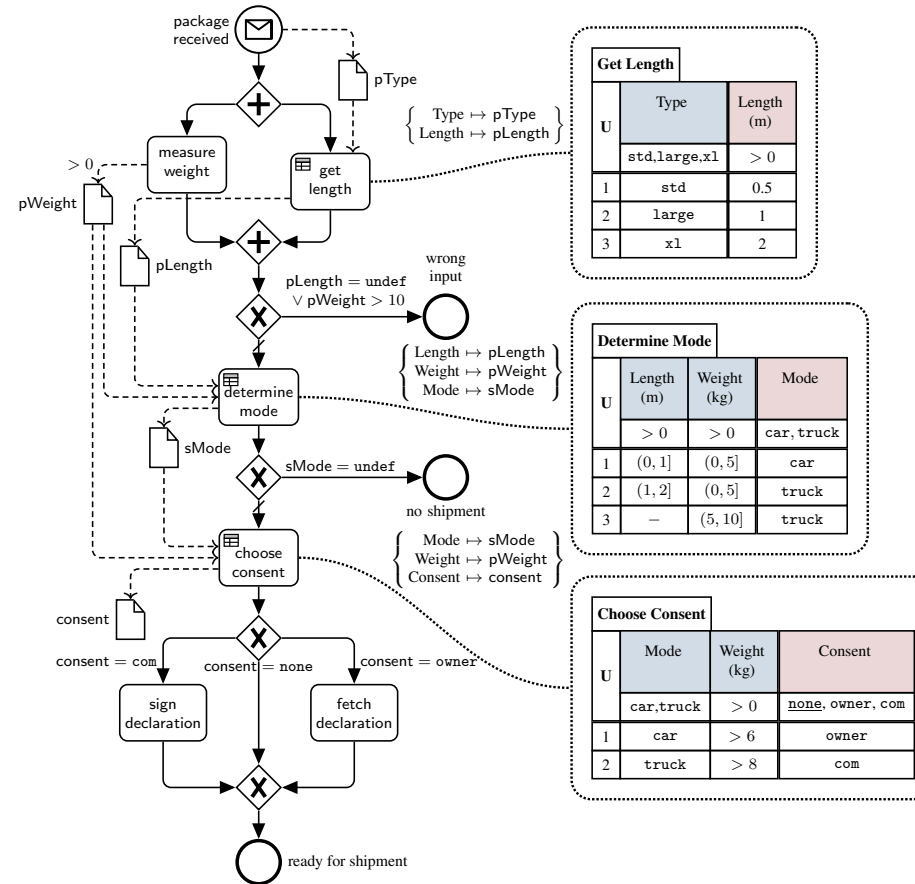 package
received
pType
measure
weight
get
length
> 0
pWeight
pLength
{ Type ↦ pType
Length ↦ pLength }
pLength = undef
∨ pWeight > 10
wrong
input
{ Length ↦ pLength
Weight ↦ pWeight
Mode ↦ sMode }
determine
mode
sMode
sMode = undef
no shipment
{ Mode ↦ sMode
Weight ↦ pWeight
Consent ↦ consent }
choose
consent
consent
consent = com
consent = none
consent = owner
sign
declaration
fetch
declaration
ready for shipment
Get Length
U Type Length
(m)
std,large,xl > 0
1 std 0.5
2 large 1
3 xl 2
Determine Mode
U Length Weight Mode
(m) (kg)
> 0 > 0 car, truck
1 (0, 1] (0, 5] car
2 (1, 2] (0, 5] truck
3 − (5, 10] truck
Choose Consent
U Mode Weight Consent
(kg)
car,truck > 0 none, owner, com
1 car > 6 owner
2 truck > 8 com